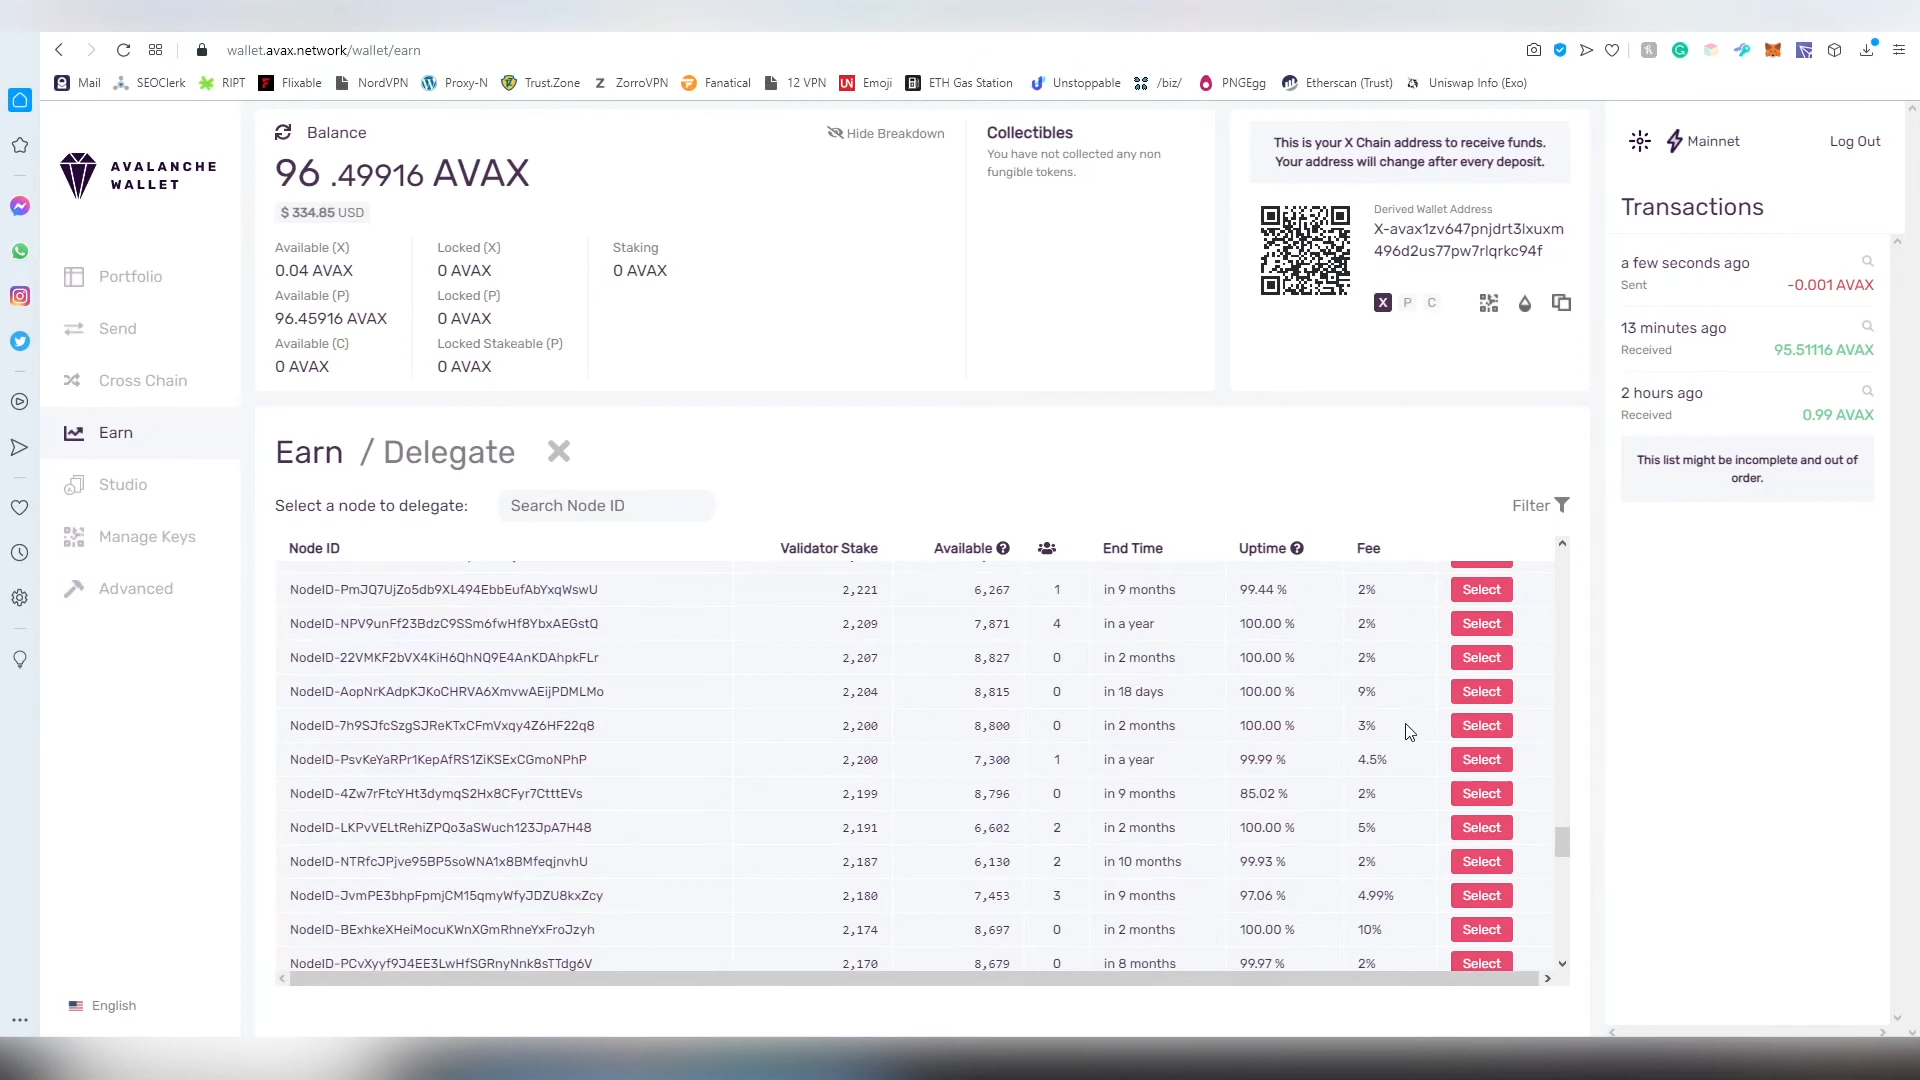 wallet.avax.network/wallet/earn
Mail SEOClerk RIPT Flixable NordVPN Proxy-N Trust.Zone ZorroVPN Fanatical 12 VPN UN Emoji ETH Gas Station Unstoppable /biz/ PNGEgg Etherscan (Trust) Uniswap Info (Exo)
AVALANCHE
WALLET
Portfolio
Send
Cross Chain
Earn
Studio
Manage Keys
Advanced
English
Balance
Hide Breakdown
96 .49916 AVAX
$ 334.85 USD
Available (X)
0.04 AVAX
Available (P)
96.45916 AVAX
Available (C)
0 AVAX
Locked (X)
0 AVAX
Locked (P)
0 AVAX
Locked Stakeable (P)
0 AVAX
Staking
0 AVAX
Collectibles
You have not collected any non
fungible tokens.
This is your X Chain address to receive funds.
Your address will change after every deposit.
Derived Wallet Address
X-avax1zv647pnjdrt3lxuxm
496d2us77pw7rlqrkc94f
X P C
Mainnet
Log Out
Transactions
a few seconds ago
Sent -0.001 AVAX
13 minutes ago
Received 95.51116 AVAX
2 hours ago
Received 0.99 AVAX
This list might be incomplete and out of
order.
Earn / Delegate
Select a node to delegate: Search Node ID Filter
Node ID Validator Stake Available End Time Uptime Fee
NodeID-PmJQ7UjZo5db9XL494EbbEufAbYxqWswU 2,221 6,267 1 in 9 months 99.44 % 2% Select
NodeID-NPV9unFf23BdzC9SSm6fwHf8YbxAEGstQ 2,209 7,871 4 in a year 100.00 % 2% Select
NodeID-22VMKF2bVX4KiH6QhNQ9E4AnKDAhpkFLr 2,207 8,827 0 in 2 months 100.00 % 2% Select
NodeID-AopNrKAdpKJKoCHRVA6XmvwAEijPDMLMo 2,204 8,815 0 in 18 days 100.00 % 9% Select
NodeID-7h9SJfcSzgSJReKTxCFmVxqy4Z6HF22q8 2,200 8,800 0 in 2 months 100.00 % 3% Select
NodeID-PsvKeYaRPr1KepAfRS1ZiKSExCGmoNPhP 2,200 7,300 1 in a year 99.99 % 4.5% Select
NodeID-4Zw7rFtcYHt3dymqS2Hx8CFyr7CtttEVs 2,199 8,796 0 in 9 months 85.02 % 2% Select
NodeID-LKPvVELtRehiZPQo3aSWuch123JpA7H48 2,191 6,602 2 in 2 months 100.00 % 5% Select
NodeID-NTRfcJPjve95BP5soWNA1x8BMfeqjnvhU 2,187 6,130 2 in 10 months 99.93 % 2% Select
NodeID-JvmPE3bhpFpmjCM15qmyWfyJDZU8kxZcy 2,180 7,453 3 in 9 months 97.06 % 4.99% Select
NodeID-BExhkeXHeiMocuKWnXGmRhneYxFroJzyh 2,174 8,697 0 in 2 months 100.00 % 10% Select
NodeID-PCvXyyf9J4EE3LwHfSGRnyNnk8sTTdg6V 2,170 8,679 0 in 8 months 99.97 % 2% Select